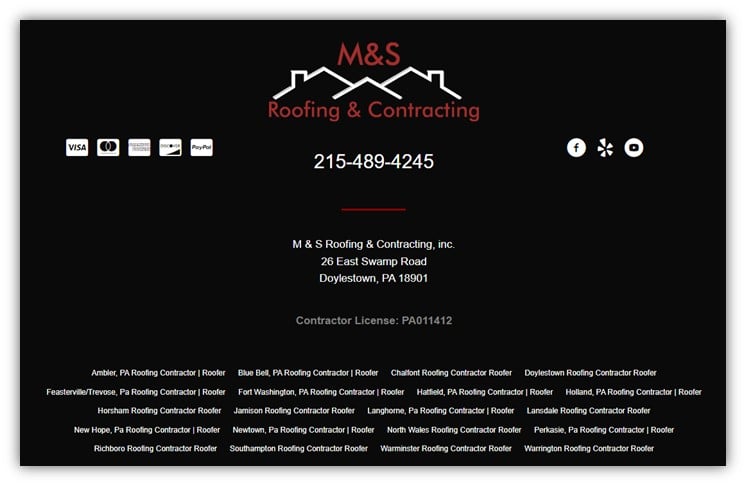 M&S
Roofing & Contracting
VISA DISCOVER PayPal
215-489-4245
M & S Roofing & Contracting, inc.
26 East Swamp Road
Doylestown, PA 18901
Contractor License: PA011412
Ambler, PA Roofing Contractor | Roofer Blue Bell, PA Roofing Contractor | Roofer Chalfont Roofing Contractor Roofer Doylestown Roofing Contractor Roofer
Feasterville/Trevose, Pa Roofing Contractor | Roofer Fort Washington, PA Roofing Contractor | Roofer Hatfield, PA Roofing Contractor | Roofer Holland, PA Roofing Contractor | Roofer
Horsham Roofing Contractor Roofer Jamison Roofing Contractor Roofer Langhorne, Pa Roofing Contractor | Roofer Lansdale Roofing Contractor Roofer
New Hope, Pa Roofing Contractor | Roofer Newtown, Pa Roofing Contractor | Roofer North Wales Roofing Contractor Roofer Perkasie, Pa Roofing Contractor | Roofer
Richboro Roofing Contractor Roofer Southampton Roofing Contractor Roofer Warminster Roofing Contractor Roofer Warrington Roofing Contractor Roofer